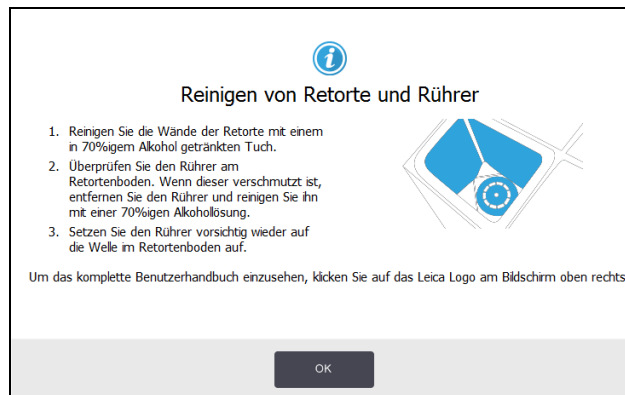 Reinigen von Retorte und Rührer
1. Reinigen Sie die Wände der Retorte mit einem
in 70%igem Alkohol getränkten Tuch.
2. Überprüfen Sie den Rührer am
Retortenboden. Wenn dieser verschmutzt ist,
entfernen Sie den Rührer und reinigen Sie ihn
mit einer 70%igen Alkohollösung.
3. Setzen Sie den Rührer vorsichtig wieder auf
die Welle im Retortenboden auf.
Um das komplette Benutzerhandbuch einzusehen, klicken Sie auf das Leica Logo am Bildschirm oben rechts
OK